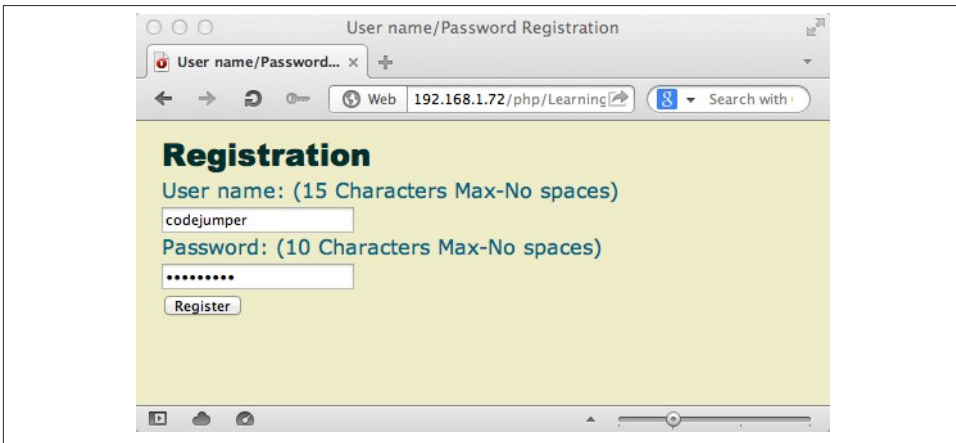 User name/Password Registration
User name/Password...
Web 192.168.1.72/php/Learning Search with
Registration
User name: (15 Characters Max-No spaces)
codejumper
Password: (10 Characters Max-No spaces)
•••••••••
Register